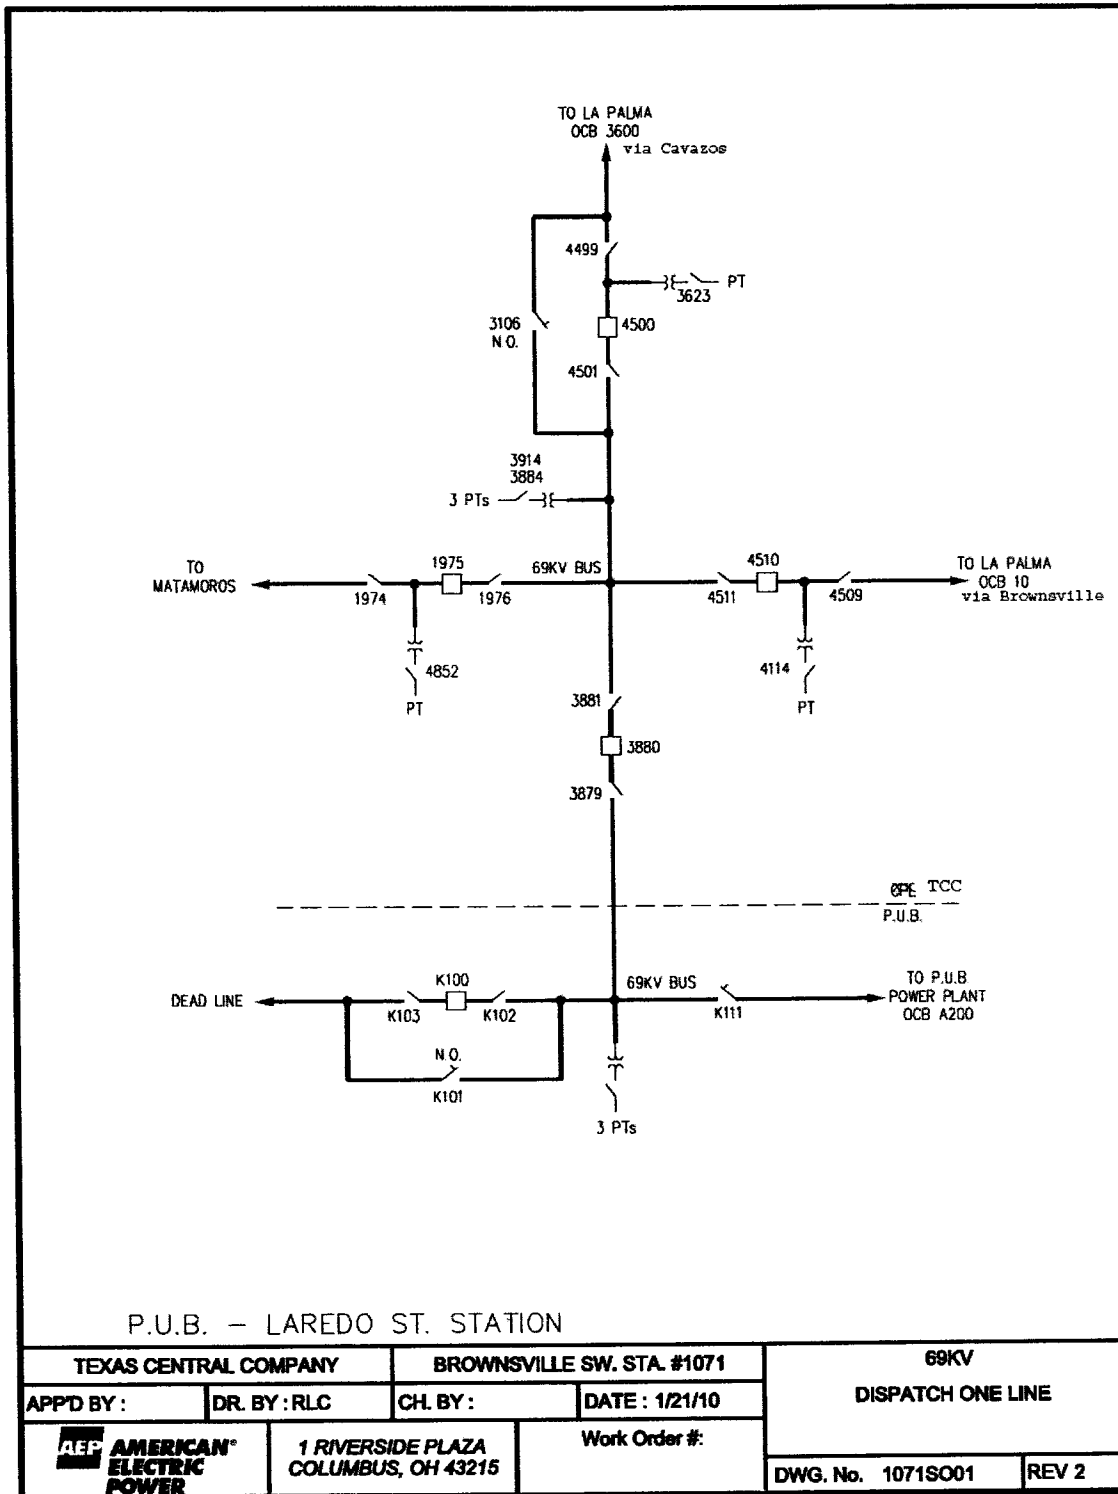 TO LA PALMA
OCB 3600
via Cavazos
4499
3623
PT
3106
N.O.
4500
4501
3914
3884
3 PTs
TO
MATAMOROS
1975
69KV BUS
4510
TO LA PALMA
OCB 10
via Brownsville
1974
1976
4511
4509
4852
PT
4114
PT
3881
3880
3879
TCC
P.U.B.
DEAD LINE
K100
69KV BUS
TO P.U.B
POWER PLANT
OCB A200
K103
K102
K111
N.O.
K101
3 PTs
P.U.B. – LAREDO ST. STATION
TEXAS CENTRAL COMPANY
BROWNSVILLE SW. STA. #1071
69KV
DISPATCH ONE LINE
APP'D BY :
DR. BY : RLC
CH. BY :
DATE : 1/21/10
AEP AMERICAN®
ELECTRIC
POWER
1 RIVERSIDE PLAZA
COLUMBUS, OH 43215
Work Order #:
DWG. No. 1071SO01
REV 2